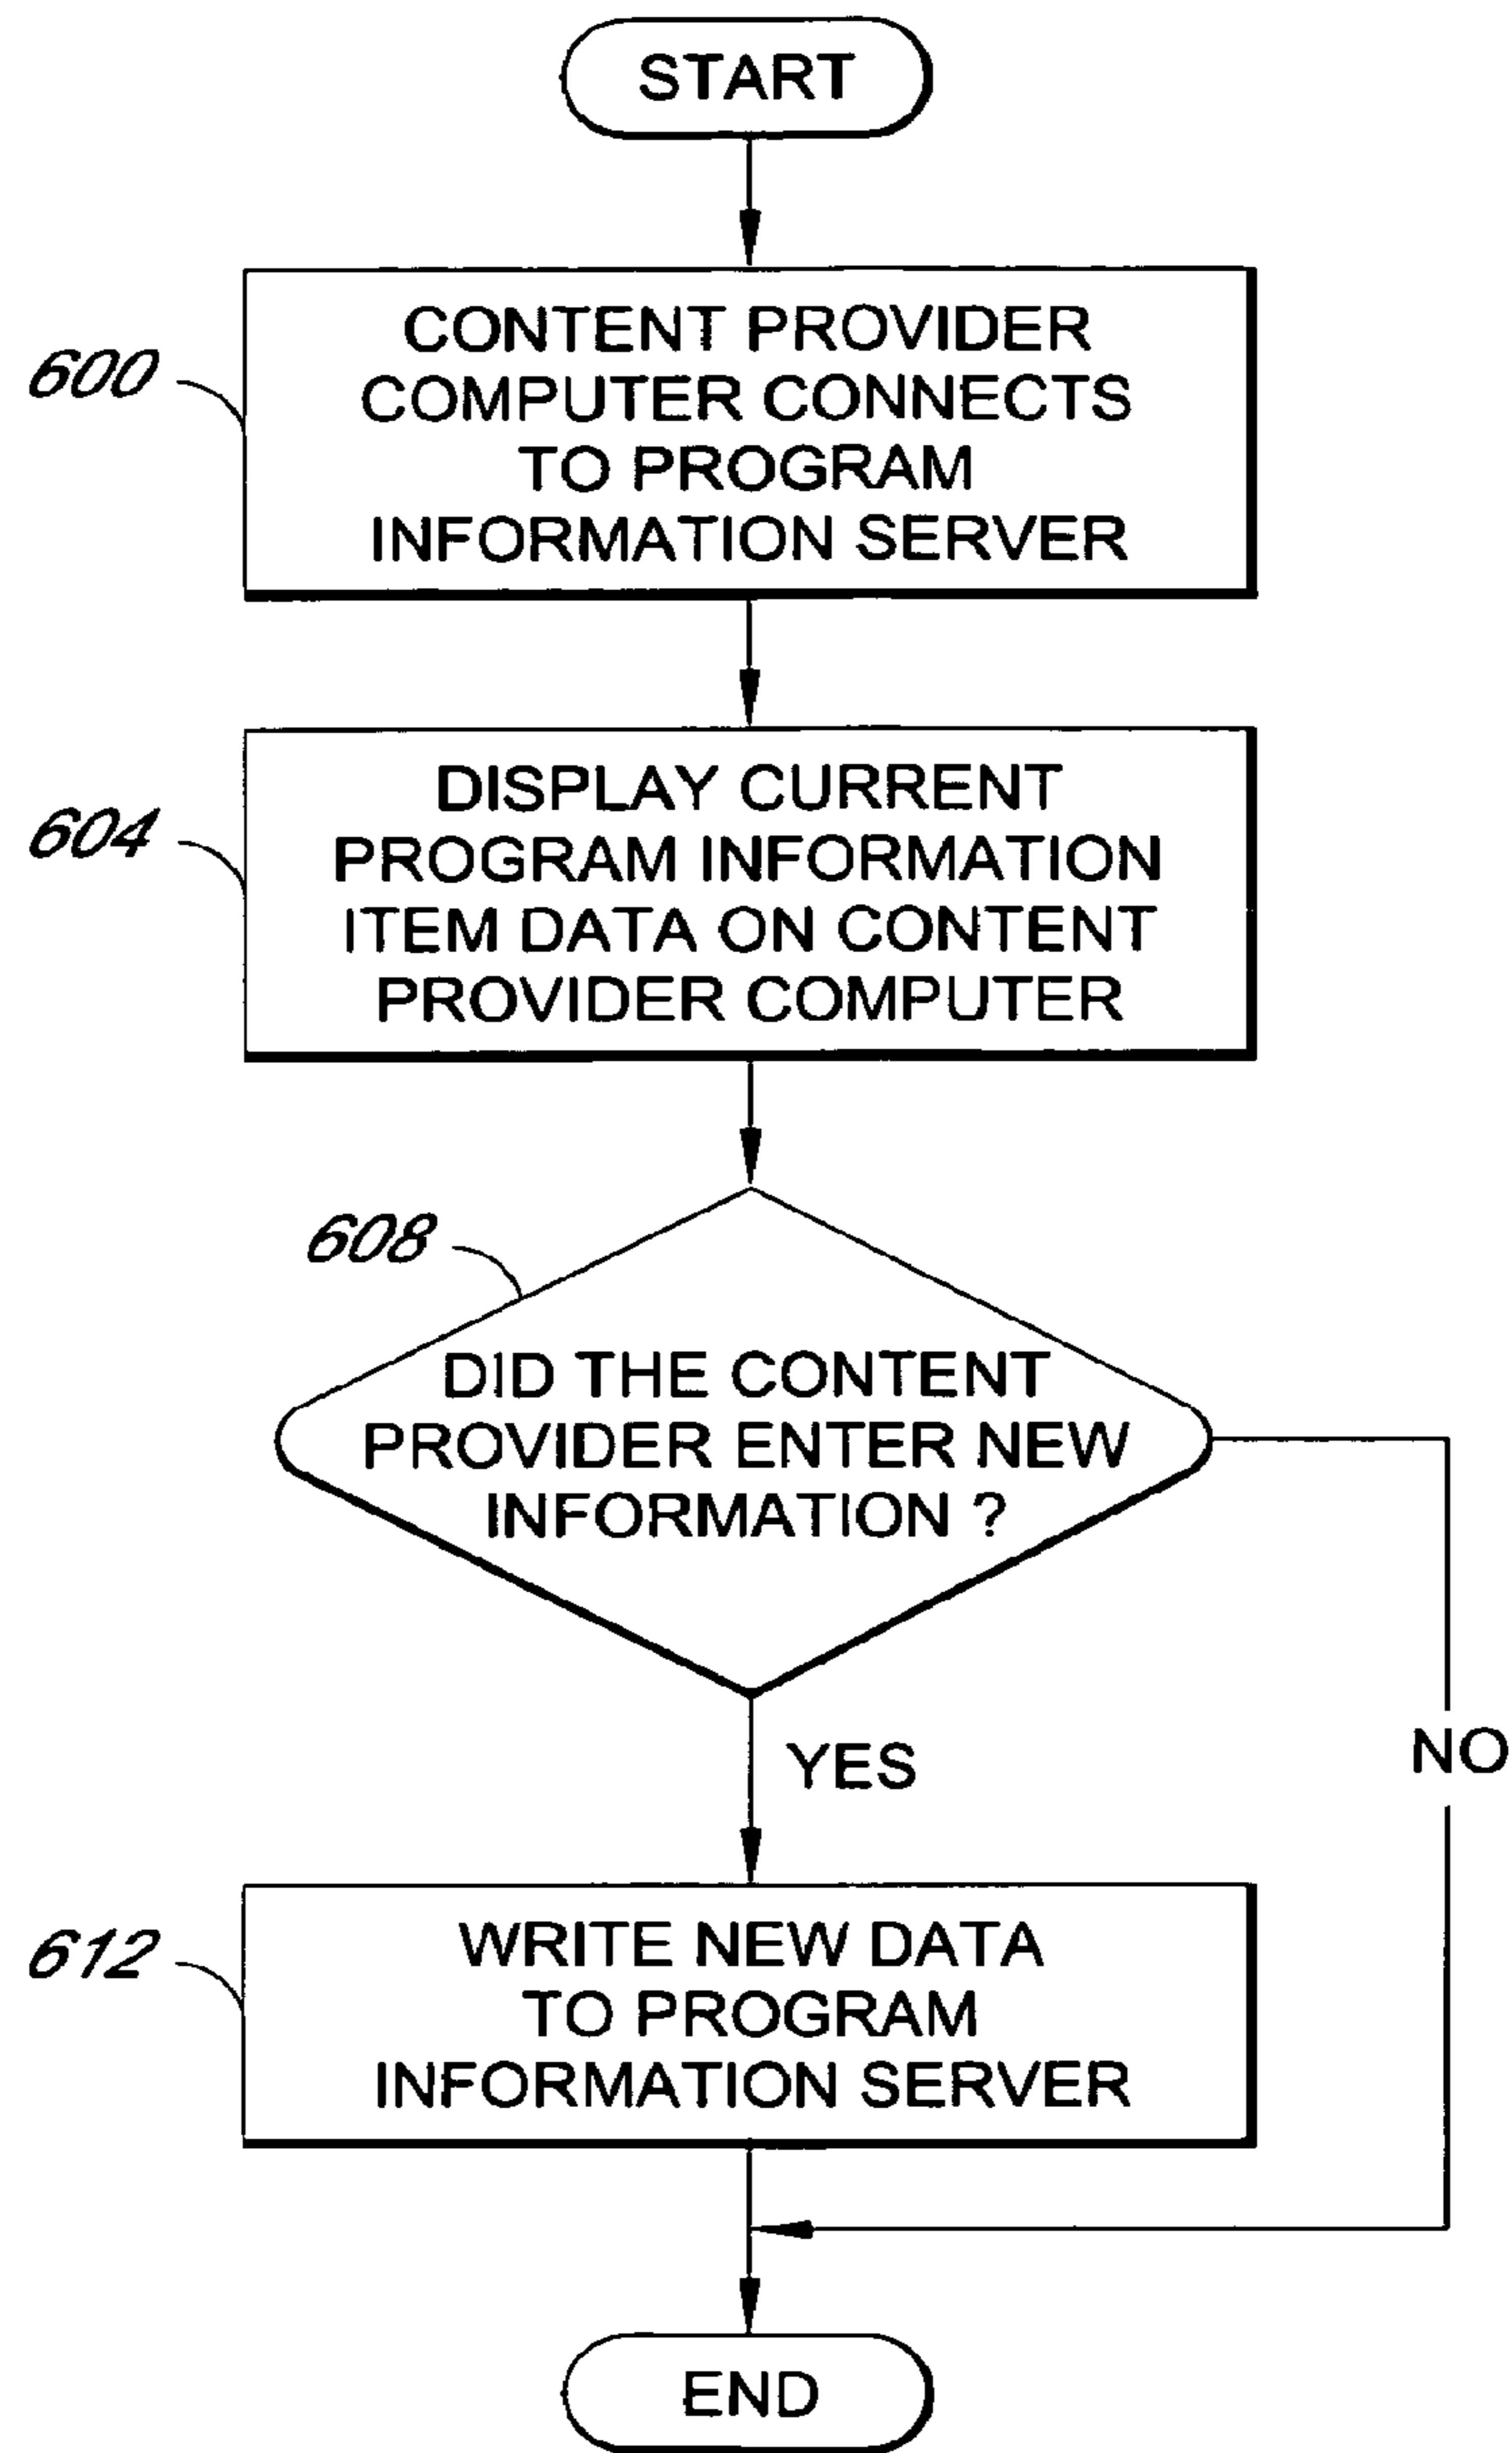 START
600
CONTENT PROVIDER
COMPUTER CONNECTS
TO PROGRAM
INFORMATION SERVER
604
DISPLAY CURRENT
PROGRAM INFORMATION
ITEM DATA ON CONTENT
PROVIDER COMPUTER
608
DID THE CONTENT
PROVIDER ENTER NEW
INFORMATION ?
YES
NO
612
WRITE NEW DATA
TO PROGRAM
INFORMATION SERVER
END